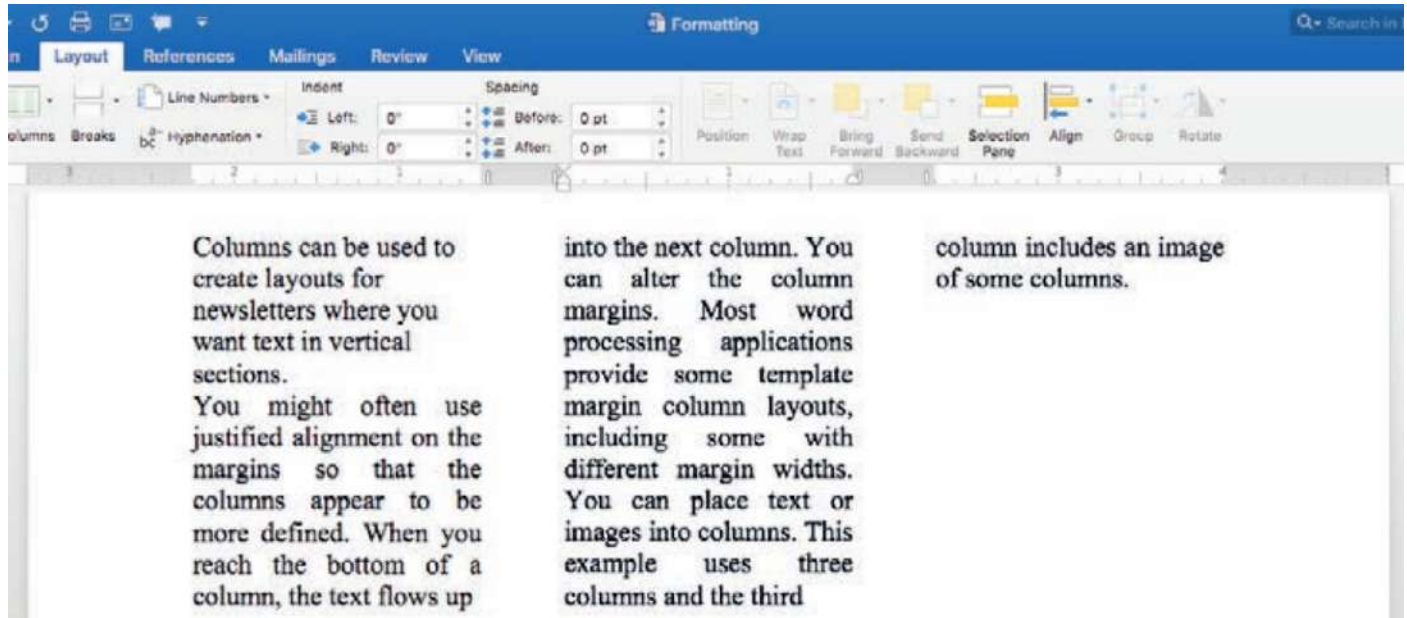 Formatting
Search in
Layout References Mailings Review View
Line Numbers
Hyphenation
Breaks
Indent
Left: 0"
Right: 0"
Spacing
Before: 0 pt
After: 0 pt
Position
Wrap Text
Bring Forward
Send Backward
Selection Pane
Align
Group
Rotate
Columns can be used to
create layouts for
newsletters where you
want text in vertical
sections.
You might often use
justified alignment on the
margins so that the
columns appear to be
more defined. When you
reach the bottom of a
column, the text flows up
into the next column. You
can alter the column
margins. Most word
processing applications
provide some template
margin column layouts,
including some with
different margin widths.
You can place text or
images into columns. This
example uses three
columns and the third
column includes an image
of some columns.